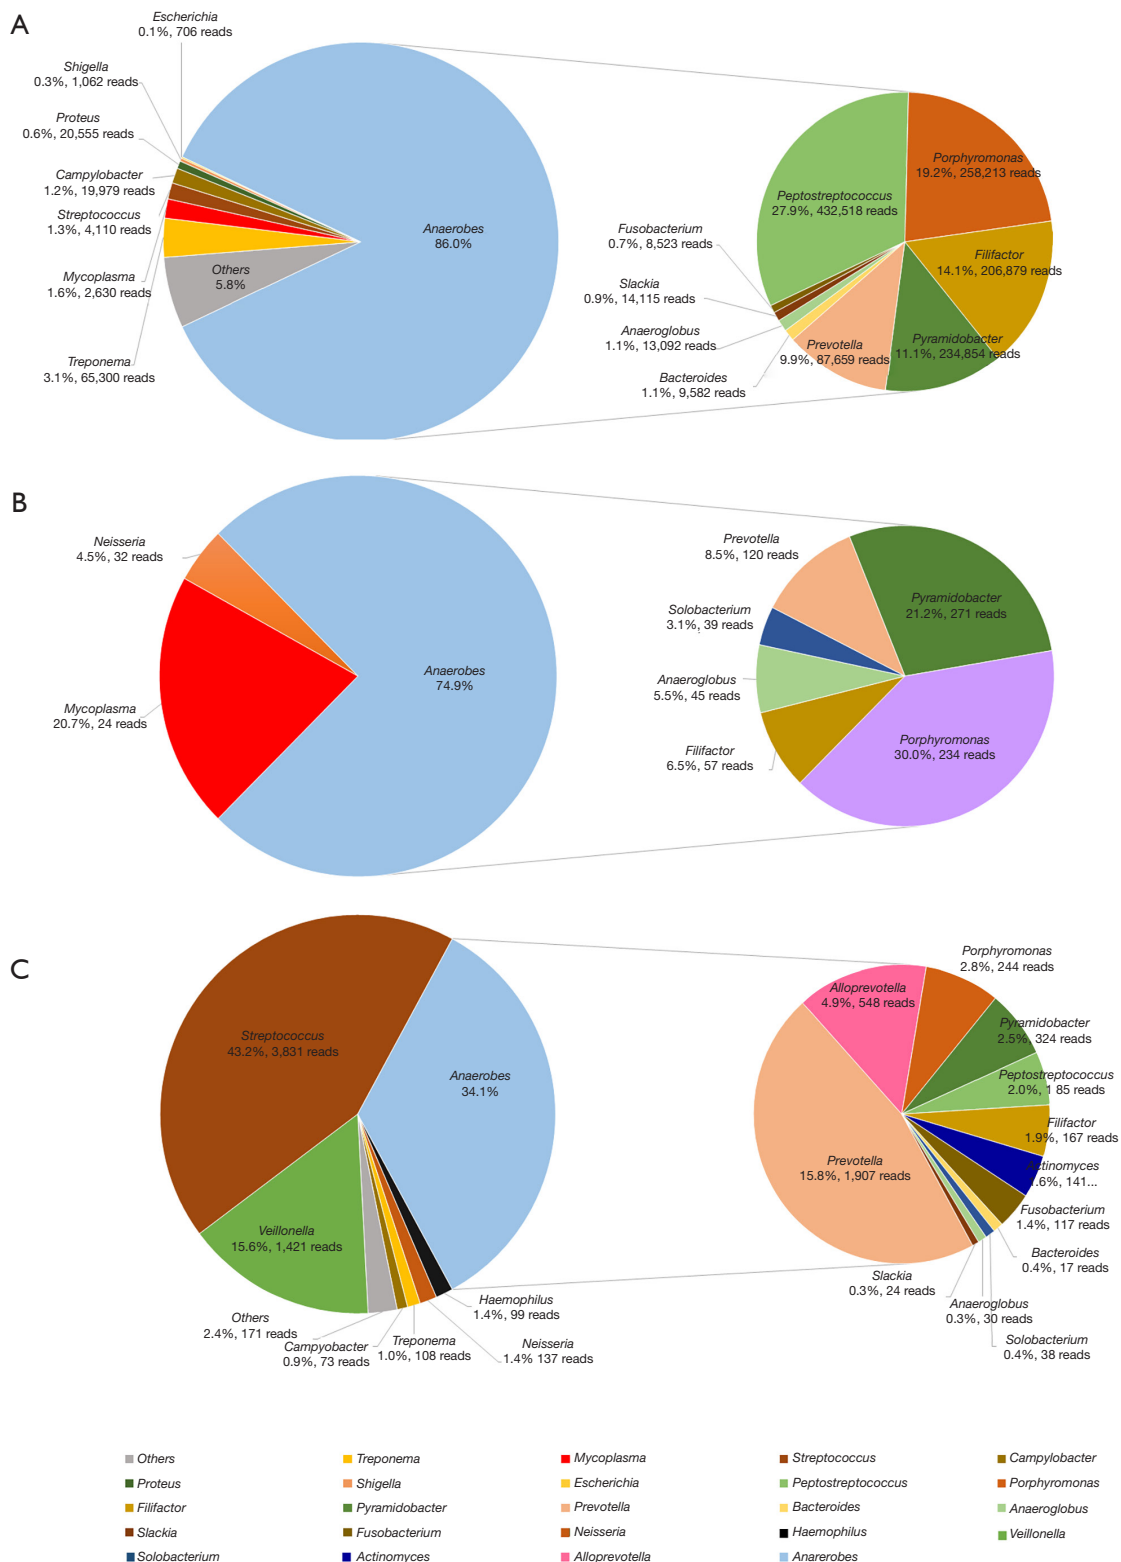 A
Escherichia
0.1%, 706 reads
Shigella
0.3%, 1,062 reads
Proteus
0.6%, 20,555 reads
Campylobacter
1.2%, 19,979 reads
Streptococcus
1.3%, 4,110 reads
Mycoplasma
1.6%, 2,630 reads
Treponema
3.1%, 65,300 reads
Others
5.8%
Anaerobes
86.0%
Peptostreptococcus
27.9%, 432,518 reads
Porphyromonas
19.2%, 258,213 reads
Filifactor
14.1%, 206,879 reads
Pyramidobacter
11.1%, 234,854 reads
Prevotella
9.9%, 87,659 reads
Fusobacterium
0.7%, 8,523 reads
Slackia
0.9%, 14,115 reads
Anaeroglobus
1.1%, 13,092 reads
Bacteroides
1.1%, 9,582 reads
B
Neisseria
4.5%, 32 reads
Mycoplasma
20.7%, 24 reads
Anaerobes
74.9%
Prevotella
8.5%, 120 reads
Solobacterium
3.1%, 39 reads
Anaeroglobus
5.5%, 45 reads
Filifactor
6.5%, 57 reads
Pyramidobacter
21.2%, 271 reads
Porphyromonas
30.0%, 234 reads
C
Streptococcus
43.2%, 3,831 reads
Anaerobes
34.1%
Veillonella
15.6%, 1,421 reads
Others
2.4%, 171 reads
Campyobacter
0.9%, 73 reads
Treponema
1.0%, 108 reads
Neisseria
1.4% 137 reads
Haemophilus
1.4%, 99 reads
Alloprevotella
4.9%, 548 reads
Porphyromonas
2.8%, 244 reads
Pyramidobacter
2.5%, 324 reads
Peptostreptococcus
2.0%, 1 85 reads
Filifactor
1.9%, 167 reads
Actinomyces
1.6%, 141...
Fusobacterium
1.4%, 117 reads
Bacteroides
0.4%, 17 reads
Prevotella
15.8%, 1,907 reads
Slackia
0.3%, 24 reads
Anaeroglobus
0.3%, 30 reads
Solobacterium
0.4%, 38 reads
Others Treponema Mycoplasma Streptococcus Campylobacter
Proteus Shigella Escherichia Peptostreptococcus Porphyromonas
Filifactor Pyramidobacter Prevotella Bacteroides Anaeroglobus
Slackia Fusobacterium Neisseria Haemophilus Veillonella
Solobacterium Actinomyces Alloprevotella Anarerobes